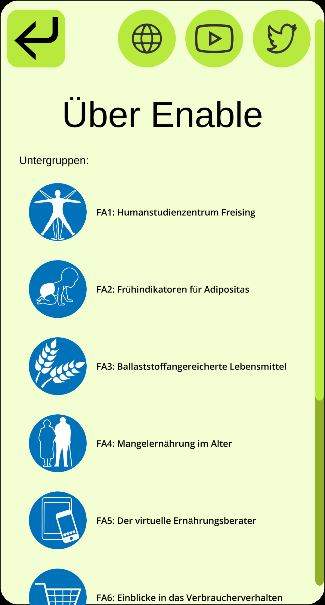 Über Enable
Untergruppen:
FA1: Humanstudienzentrum Freising
FA2: Frühindikatoren für Adipositas
FA3: Ballaststoffangereicherte Lebensmittel
FA4: Mangelernährung im Alter
FA5: Der virtuelle Ernährungsberater
FA6: Einblicke in das Verbraucherverhalten